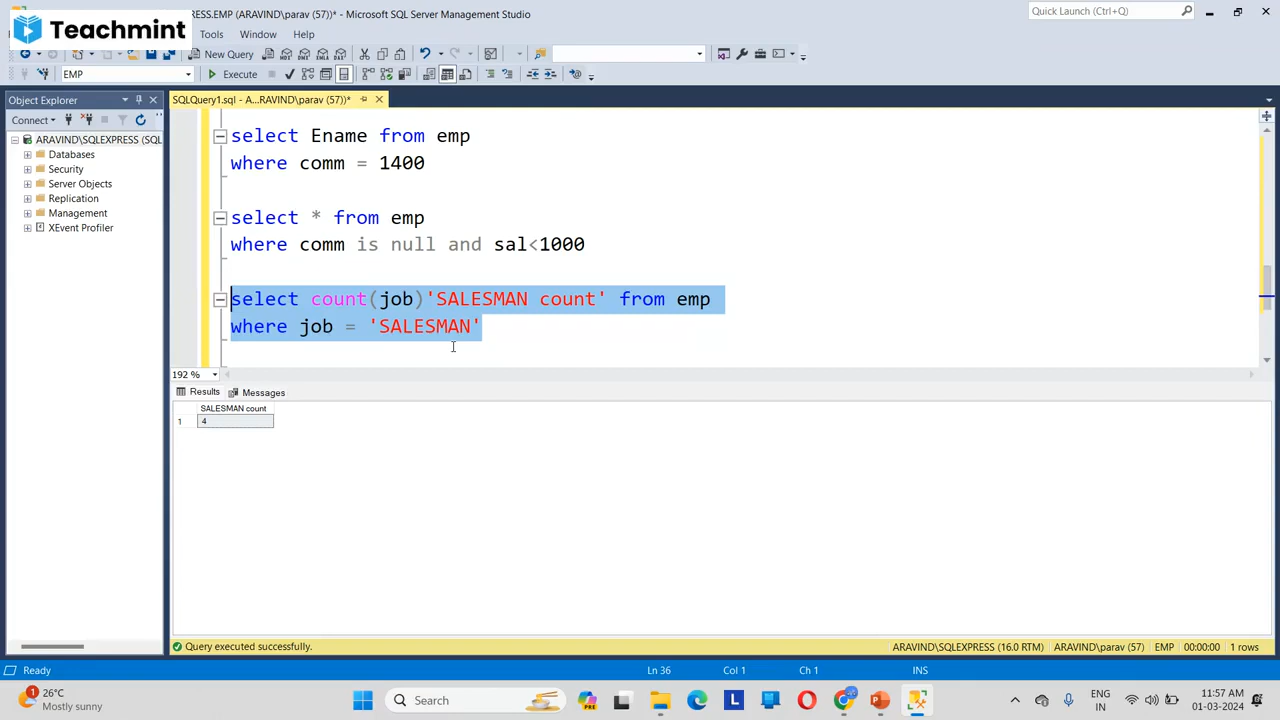 RESS.EMP (ARAVIND\parav (57))* - Microsoft SQL Server Management Studio
Quick Launch (Ctrl+Q)
Teachmint
Tools Window Help
New Query
EMP
Execute
Object Explorer
SQLQuery1.sql - A...RAVIND\parav (57))*
Connect
ARAVIND\SQLEXPRESS (SQL
Databases
Security
Server Objects
Replication
Management
XEvent Profiler
select Ename from emp
where comm = 1400
select * from emp
where comm is null and sal<1000
select count(job)'SALESMAN count' from emp
where job = 'SALESMAN'
192 %
Results Messages
SALESMAN count
1 4
Query executed successfully.
ARAVIND\SQLEXPRESS (16.0 RTM) ARAVIND\parav (57) EMP 00:00:00 1 rows
Ready
Ln 36 Col 1 Ch 1 INS
1
26°C
Mostly sunny
Search
PRE
L
ENG
IN
11:57 AM
01-03-2024